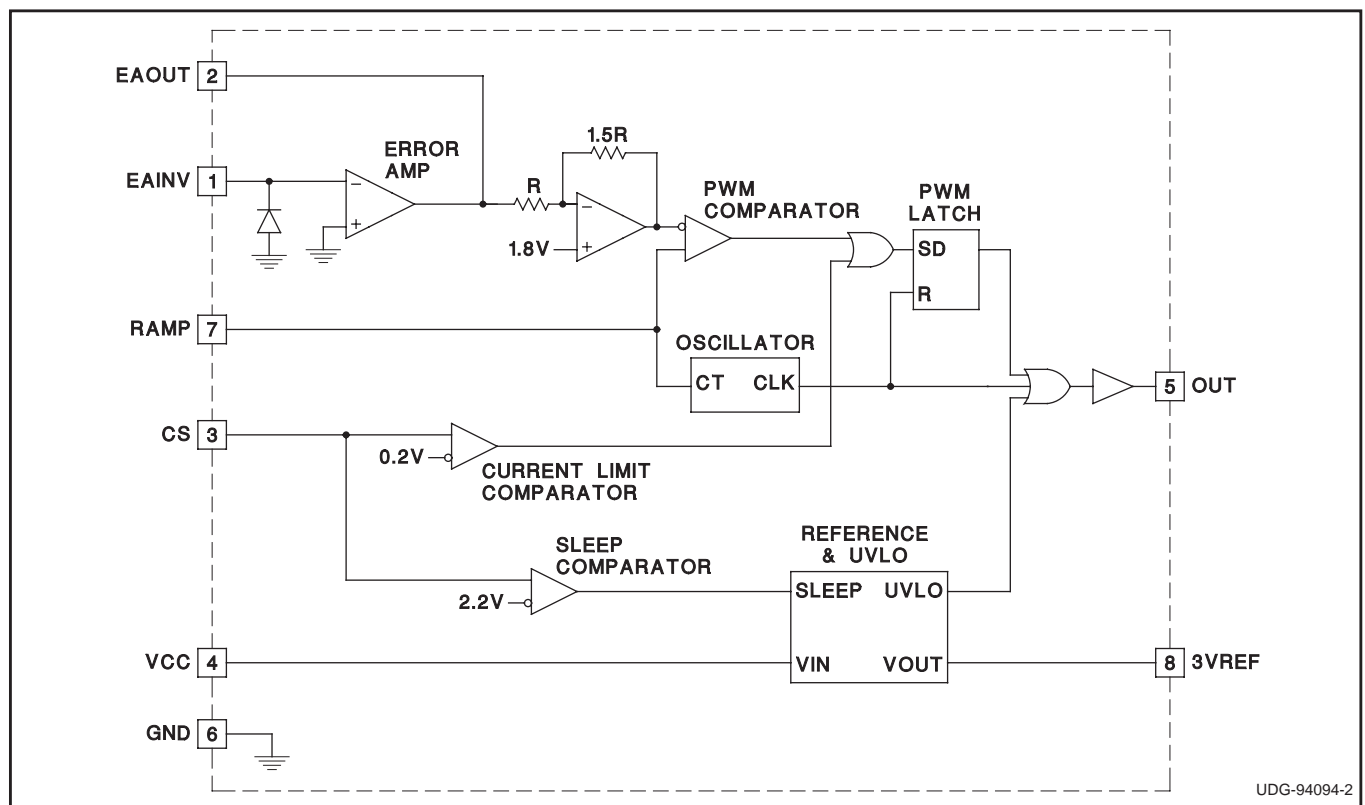 EAOUT 2
EAINV 1
ERROR
AMP
R
1.5R
1.8V
-
+
-
+
PWM
COMPARATOR
PWM
LATCH
SD
R
RAMP 7
OSCILLATOR
CT CLK
5 OUT
CS 3
0.2V
CURRENT LIMIT
COMPARATOR
SLEEP
COMPARATOR
2.2V
REFERENCE
& UVLO
SLEEP UVLO
VIN VOUT
VCC 4
8 3VREF
GND 6
UDG-94094-2